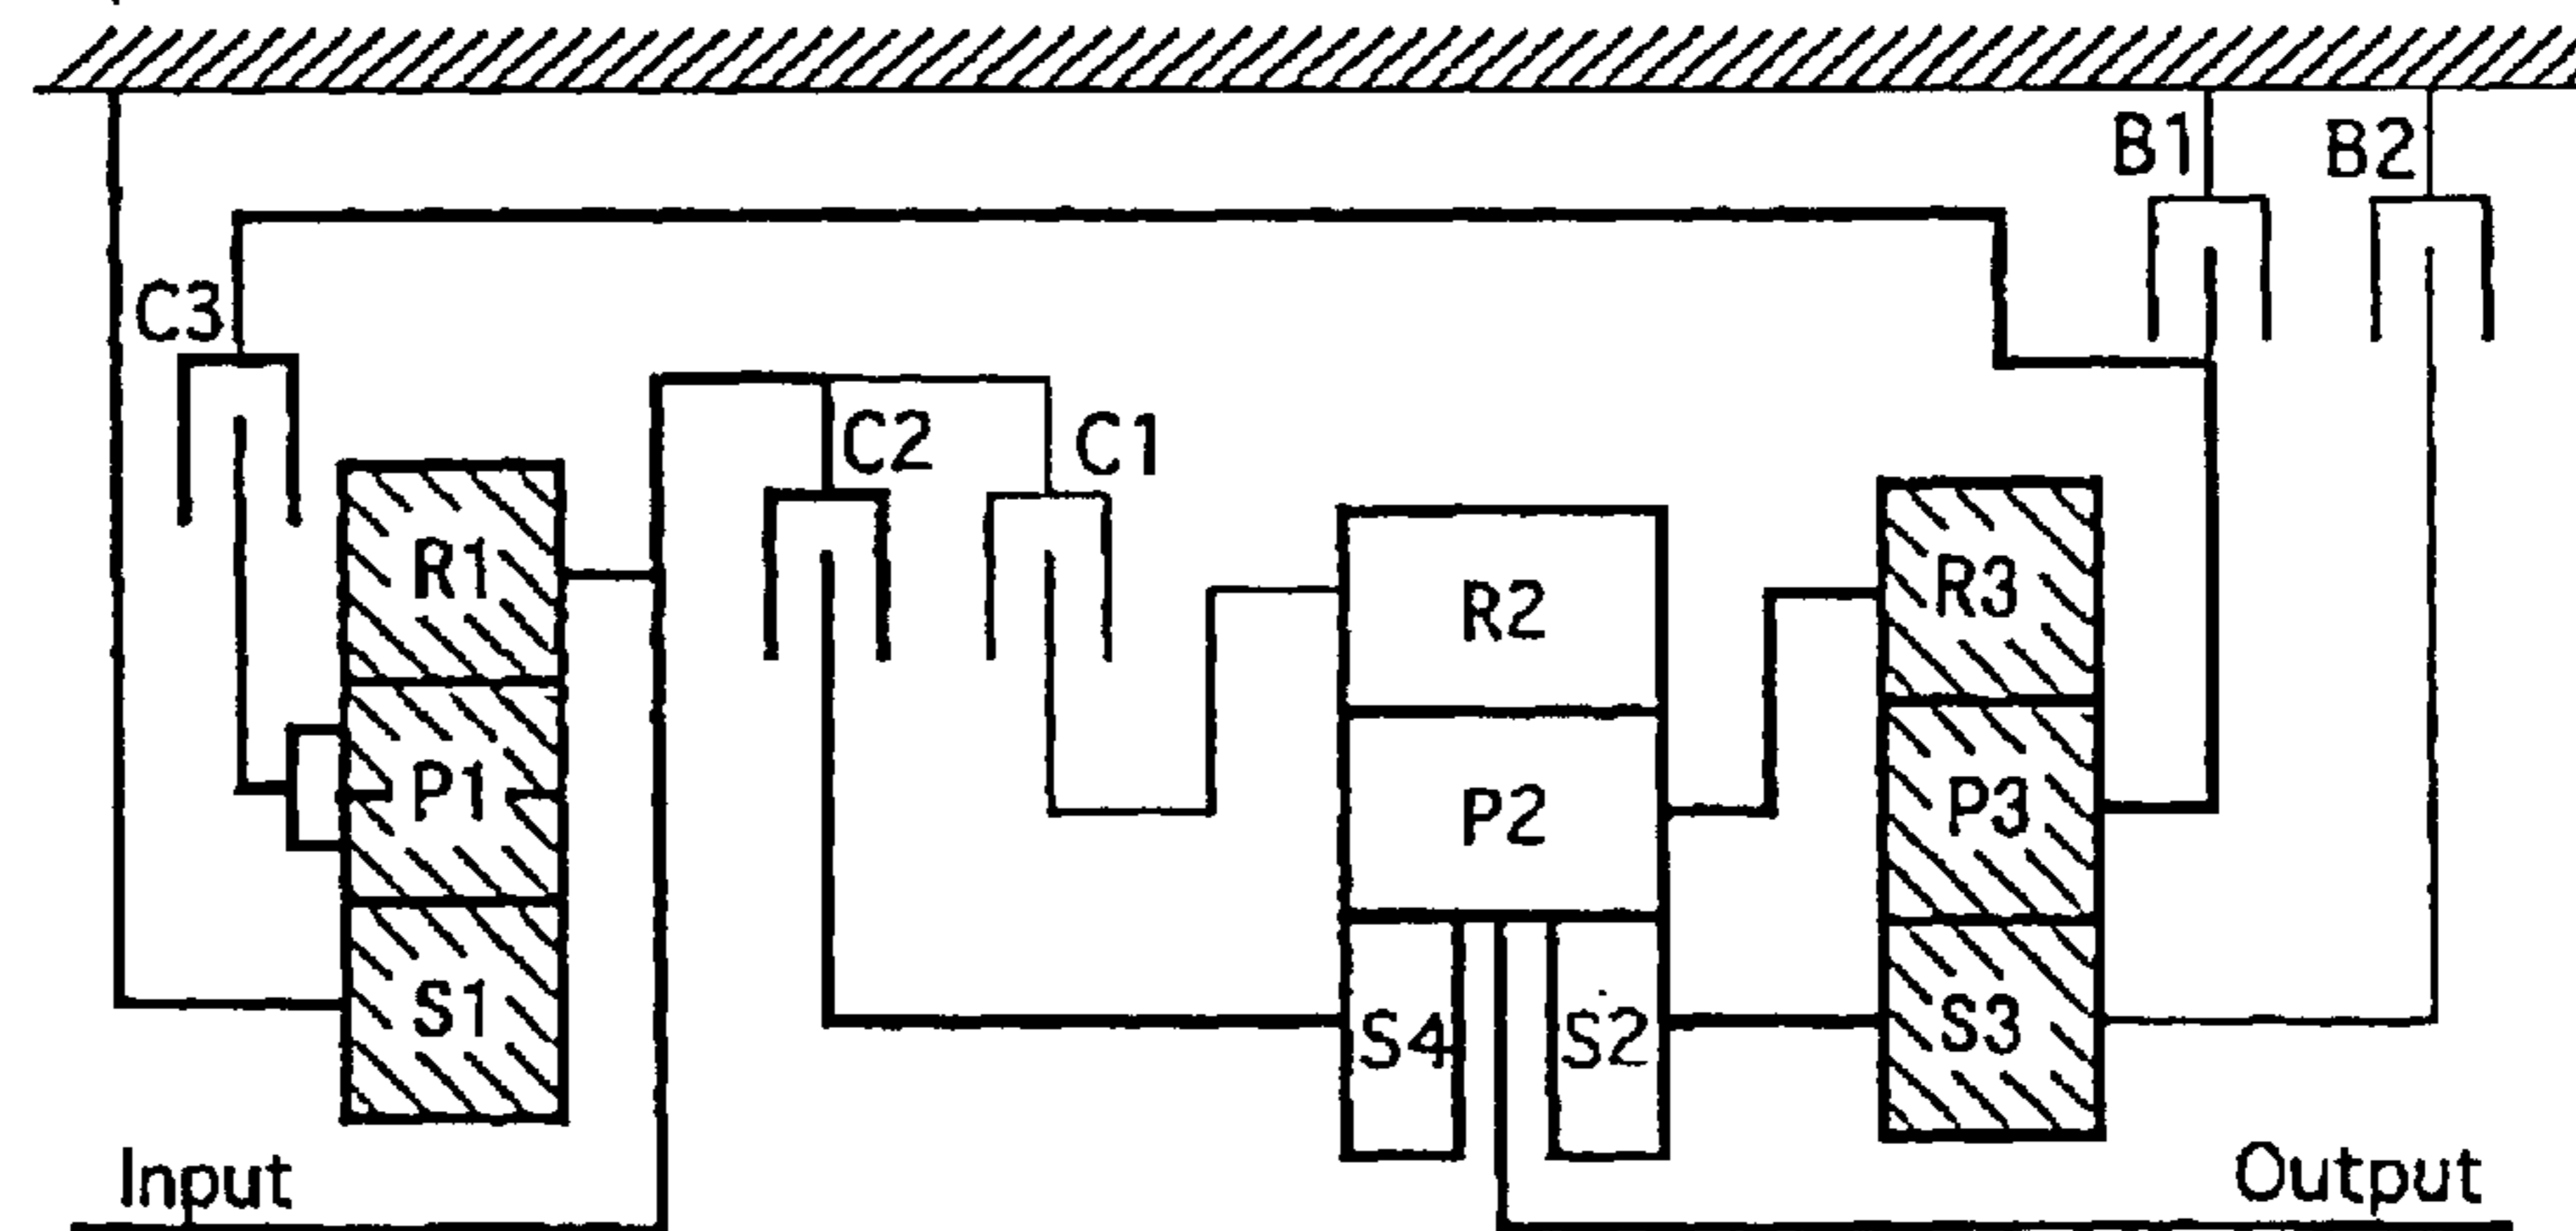 B1 B2
C3
C2 C1
R1 R2 R3
P1 P2 P3
S1 S4 S2 S3
Input Output